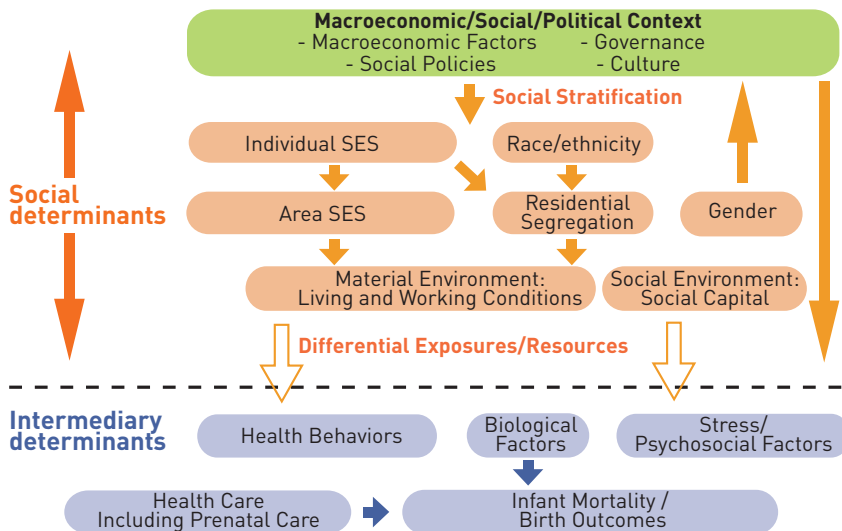 Macroeconomic/Social/Political Context
- Macroeconomic Factors - Governance
- Social Policies - Culture
Social Stratification
Individual SES
Race/ethnicity
Social
determinants
Area SES
Residential
Segregation
Gender
Material Environment:
Living and Working Conditions
Social Environment:
Social Capital
Differential Exposures/Resources
Intermediary
determinants
Health Behaviors
Biological
Factors
Stress/
Psychosocial Factors
Health Care
Including Prenatal Care
Infant Mortality /
Birth Outcomes